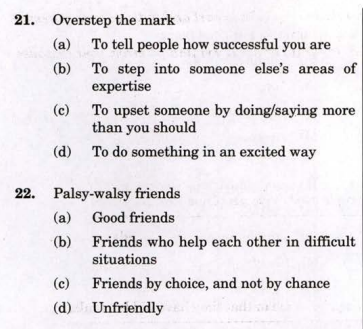 21. Overstep the mark
(a) To tell people how successful you are
(b) To step into someone else's areas of
expertise
(c) To upset someone by doing/saying more
than you should
(d) To do something in an excited way
22. Palsy-walsy friends
(a) Good friends
(b) Friends who help each other in difficult
situations
(c) Friends by choice, and not by chance
(d) Unfriendly